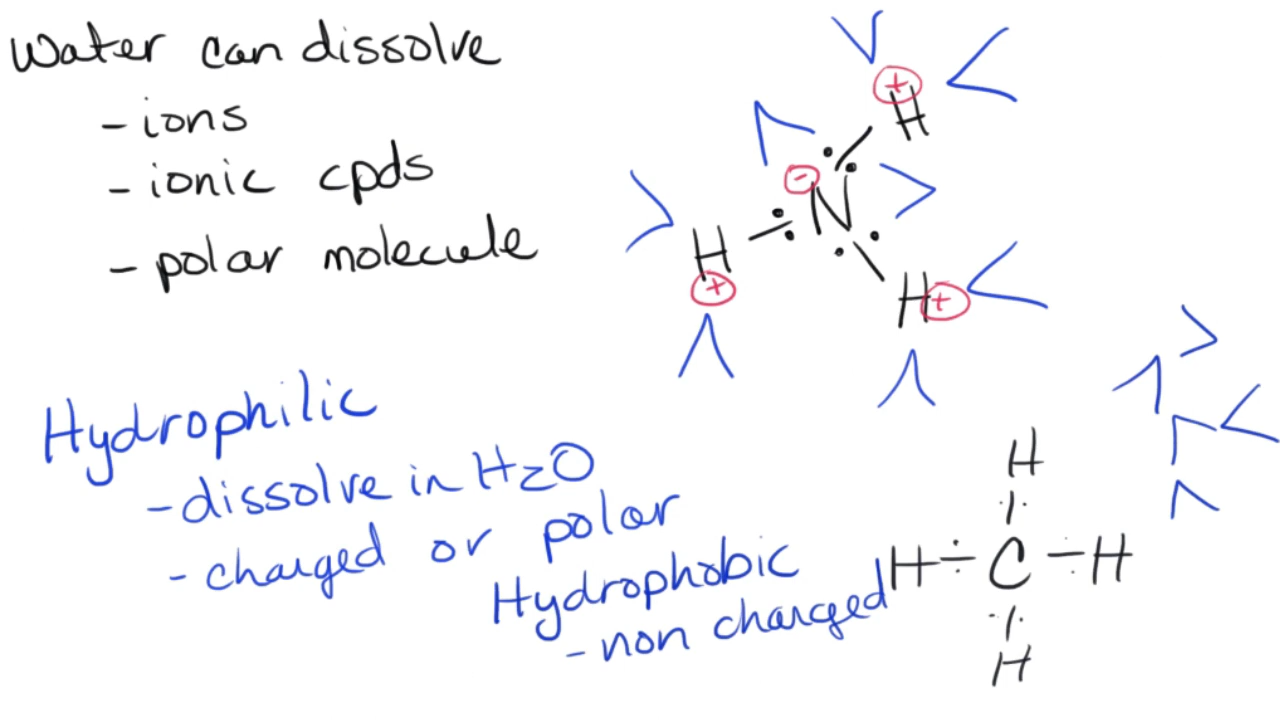 Water can dissolve
- ions
- ionic cpds
- polar molecule
+
H
-
N
H
+
H +
Hydrophilic
- dissolve in H2O
- charged or polar
Hydrophobic
- non charged
H
H C H
H